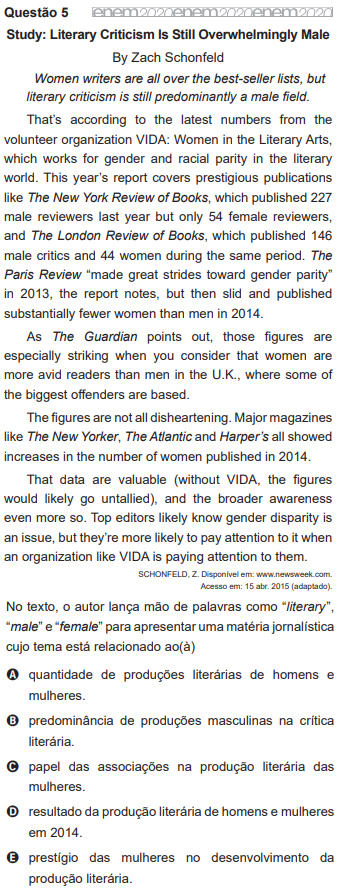 Questão 5 enem2020enem2020enem2020
Study: Literary Criticism Is Still Overwhelmingly Male
By Zach Schonfeld
Women writers are all over the best-seller lists, but
literary criticism is still predominantly a male field.
That's according to the latest numbers from the
volunteer organization VIDA: Women in the Literary Arts,
which works for gender and racial parity in the literary
world. This year's report covers prestigious publications
like The New York Review of Books, which published 227
male reviewers last year but only 54 female reviewers,
and The London Review of Books, which published 146
male critics and 44 women during the same period. The
Paris Review “made great strides toward gender parity”
in 2013, the report notes, but then slid and published
substantially fewer women than men in 2014.
As The Guardian points out, those figures are
especially striking when you consider that women are
more avid readers than men in the U.K., where some of
the biggest offenders are based.
The figures are not all disheartening. Major magazines
like The New Yorker, The Atlantic and Harper's all showed
increases in the number of women published in 2014.
That data are valuable (without VIDA, the figures
would likely go untallied), and the broader awareness
even more so. Top editors likely know gender disparity is
an issue, but they're more likely to pay attention to it when
an organization like VIDA is paying attention to them.
SCHONFELD, Z. Disponível em: www.newsweek.com.
Acesso em: 15 abr. 2015 (adaptado).
No texto, o autor lança mão de palavras como “literary”,
“male” e “female” para apresentar uma matéria jornalística
cujo tema está relacionado ao(à)
A quantidade de produções literárias de homens e
mulheres.
B predominância de produções masculinas na crítica
literária.
C papel das associações na produção literária das
mulheres.
D resultado da produção literária de homens e mulheres
em 2014.
E prestígio das mulheres no desenvolvimento da
produção literária.